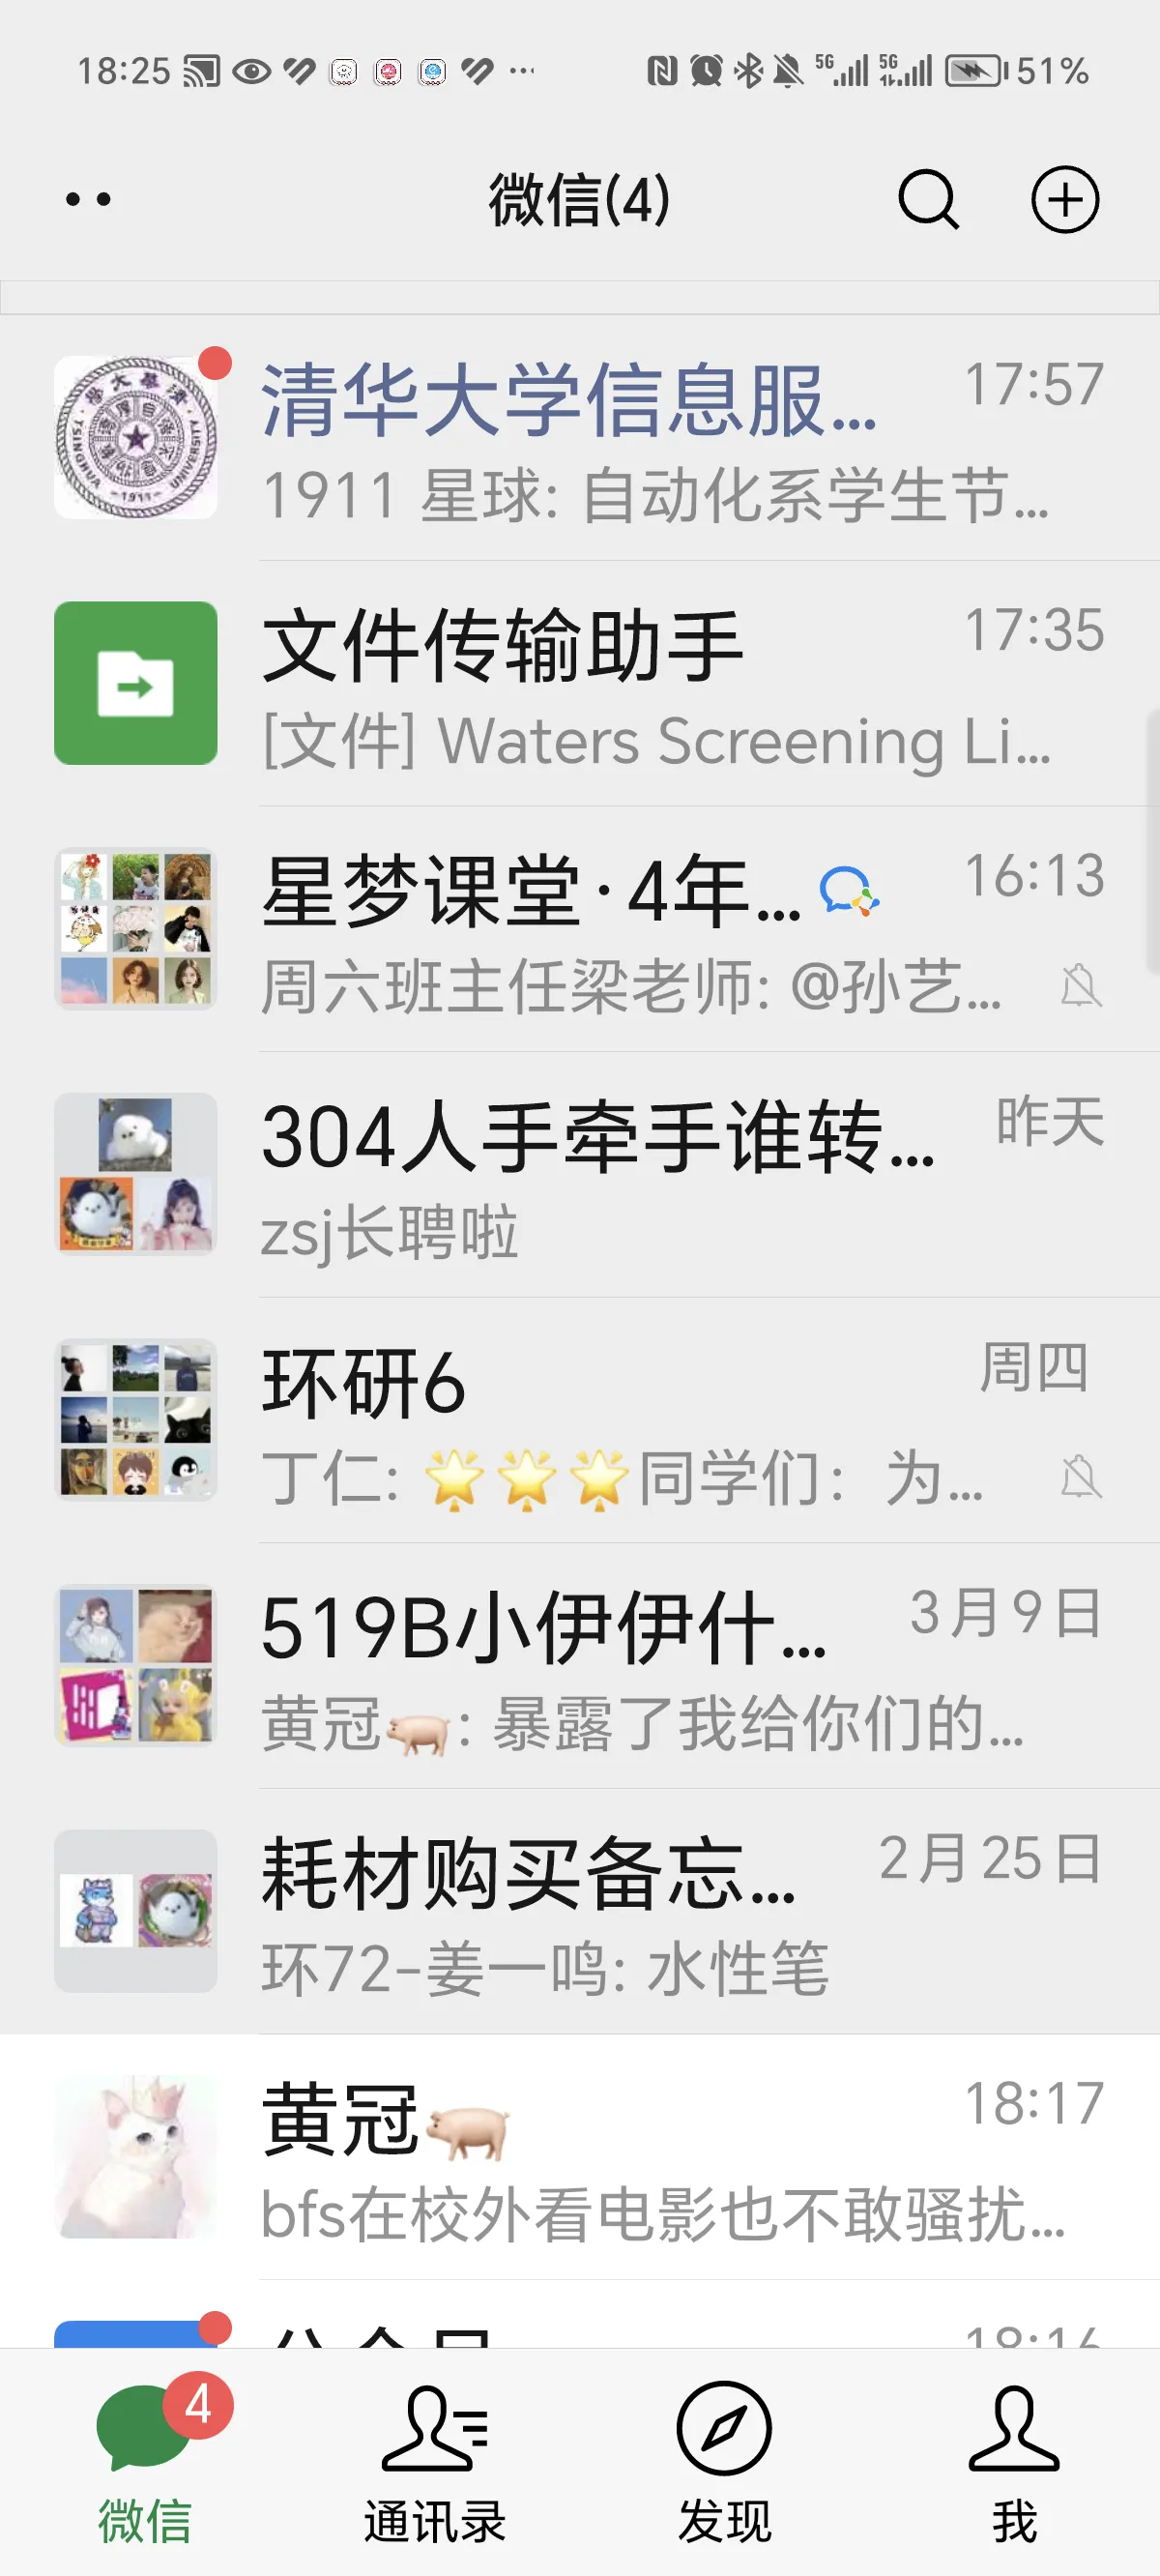 18:25 5G 5G 51%
微信(4)
清华大学信息服... 17:57
1911 星球: 自动化系学生节...
文件传输助手 17:35
[文件] Waters Screening Li...
星梦课堂·4年... 16:13
周六班主任梁老师: @孙艺...
304人手牵手谁转... 昨天
zsj长聘啦
环研6 周四
丁仁: 🌟🌟🌟同学们：为...
519B小伊伊什... 3月9日
黄冠🐖: 暴露了我给你们的...
耗材购买备忘... 2月25日
环72-姜一鸣: 水性笔
黄冠🐖 18:17
bfs在校外看电影也不敢骚扰...
18:16
4
微信 通讯录 发现 我